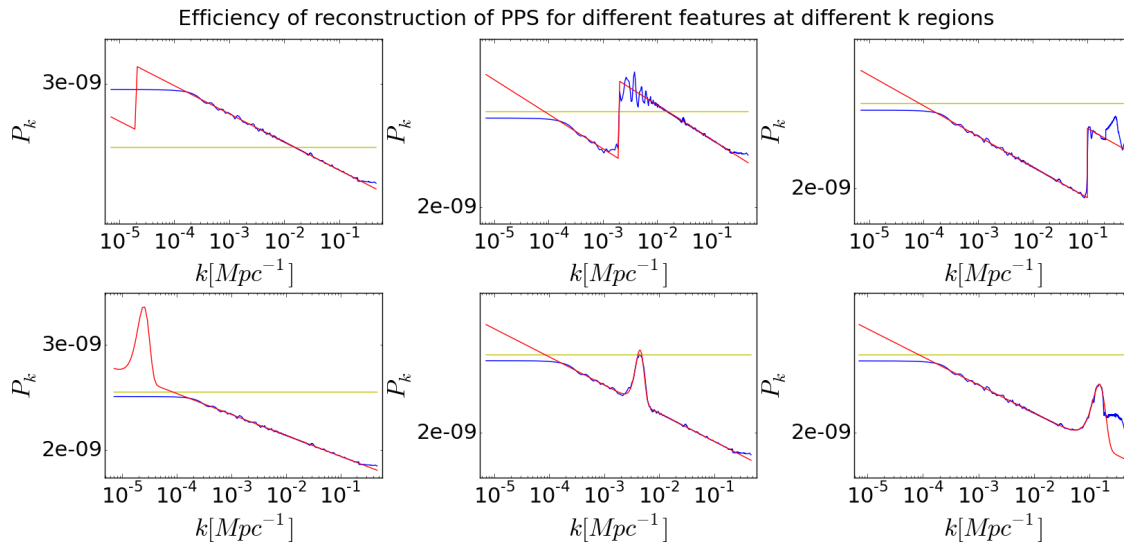 Efficiency of reconstruction of PPS for different features at different k regions
P_k
3e-09
10^-5 10^-4 10^-3 10^-2 10^-1
k[Mpc^-1]
P_k
2e-09
10^-5 10^-4 10^-3 10^-2 10^-1
k[Mpc^-1]
P_k
2e-09
10^-5 10^-4 10^-3 10^-2 10^-1
k[Mpc^-1]
P_k
3e-09
2e-09
10^-5 10^-4 10^-3 10^-2 10^-1
k[Mpc^-1]
P_k
2e-09
10^-5 10^-4 10^-3 10^-2 10^-1
k[Mpc^-1]
P_k
2e-09
10^-5 10^-4 10^-3 10^-2 10^-1
k[Mpc^-1]